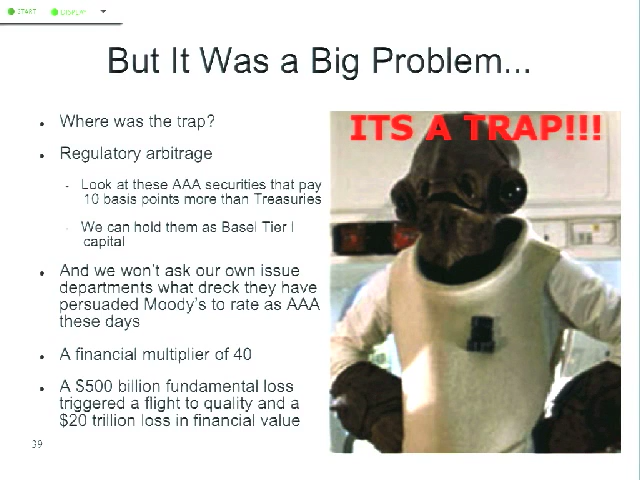 START DISPLAY
But It Was a Big Problem...
ITS A TRAP!!!
• Where was the trap?
• Regulatory arbitrage
- Look at these AAA securities that pay
10 basis points more than Treasuries
- We can hold them as Basel Tier I
capital
• And we won't ask our own issue
departments what dreck they have
persuaded Moody's to rate as AAA
these days
• A financial multiplier of 40
• A $500 billion fundamental loss
triggered a flight to quality and a
$20 trillion loss in financial value
39